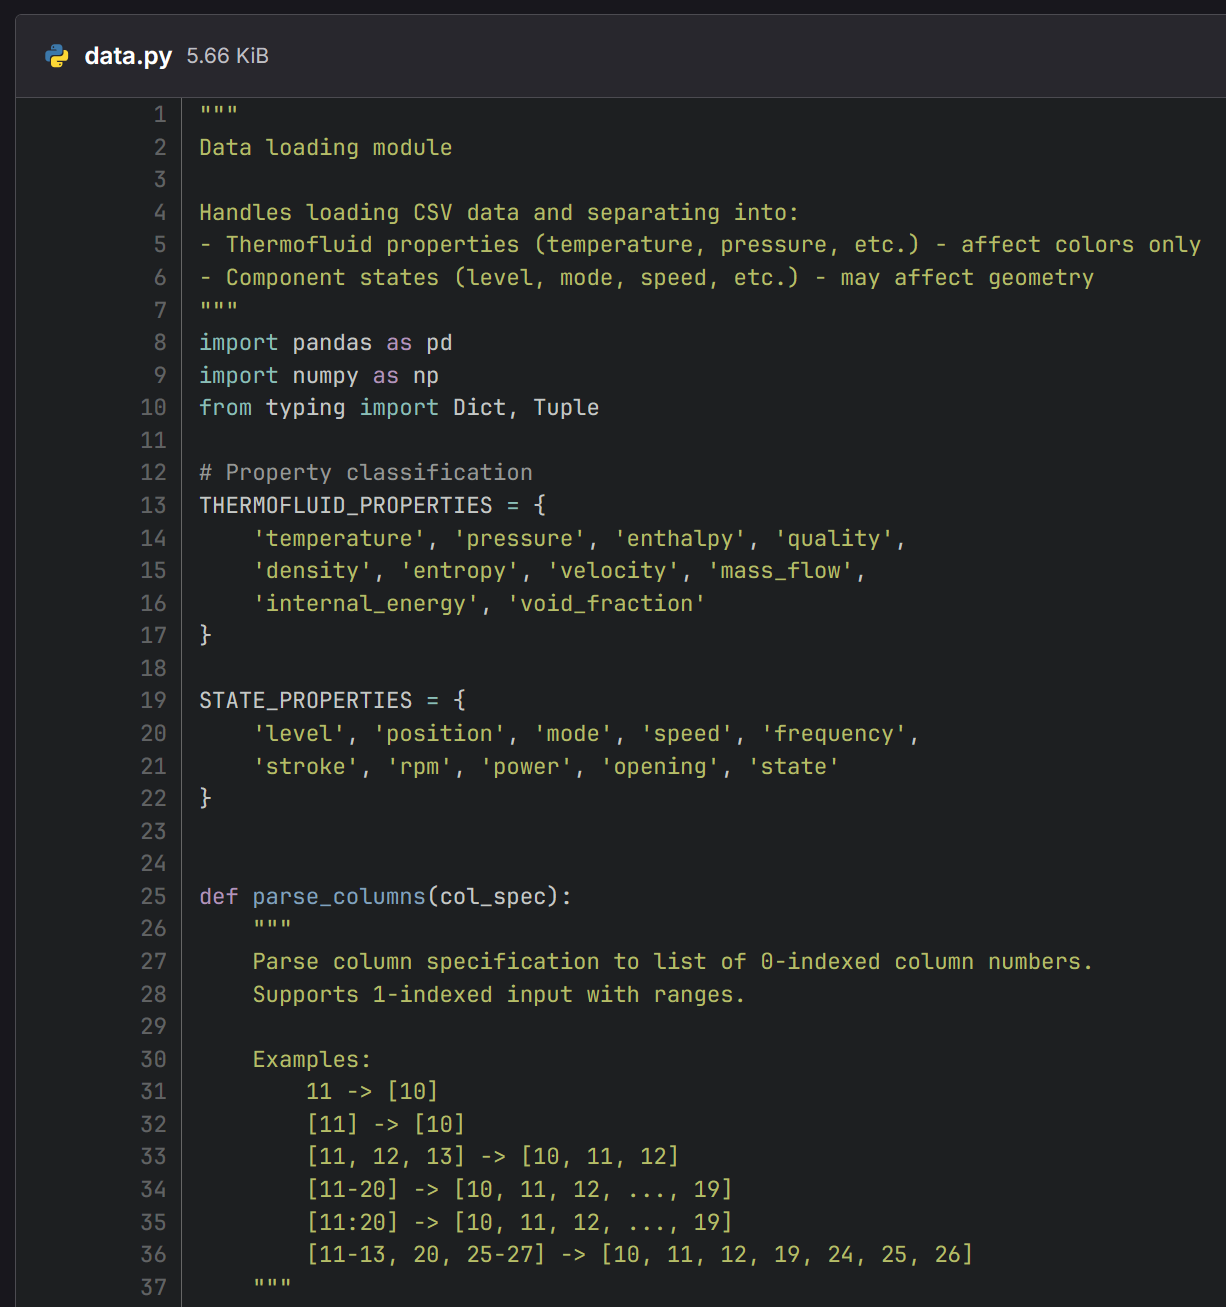 data.py 5.66 KiB
1 """
2 Data loading module
3
4 Handles loading CSV data and separating into:
5 - Thermofluid properties (temperature, pressure, etc.) - affect colors only
6 - Component states (level, mode, speed, etc.) - may affect geometry
7 """
8 import pandas as pd
9 import numpy as np
10 from typing import Dict, Tuple
11
12 # Property classification
13 THERMOFLUID_PROPERTIES = {
14     'temperature', 'pressure', 'enthalpy', 'quality',
15     'density', 'entropy', 'velocity', 'mass_flow',
16     'internal_energy', 'void_fraction'
17 }
18
19 STATE_PROPERTIES = {
20     'level', 'position', 'mode', 'speed', 'frequency',
21     'stroke', 'rpm', 'power', 'opening', 'state'
22 }
23
24
25 def parse_columns(col_spec):
26     """
27     Parse column specification to list of 0-indexed column numbers.
28     Supports 1-indexed input with ranges.
29
30     Examples:
31         11 -> [10]
32         [11] -> [10]
33         [11, 12, 13] -> [10, 11, 12]
34         [11-20] -> [10, 11, 12, ..., 19]
35         [11:20] -> [10, 11, 12, ..., 19]
36         [11-13, 20, 25-27] -> [10, 11, 12, 19, 24, 25, 26]
37     """